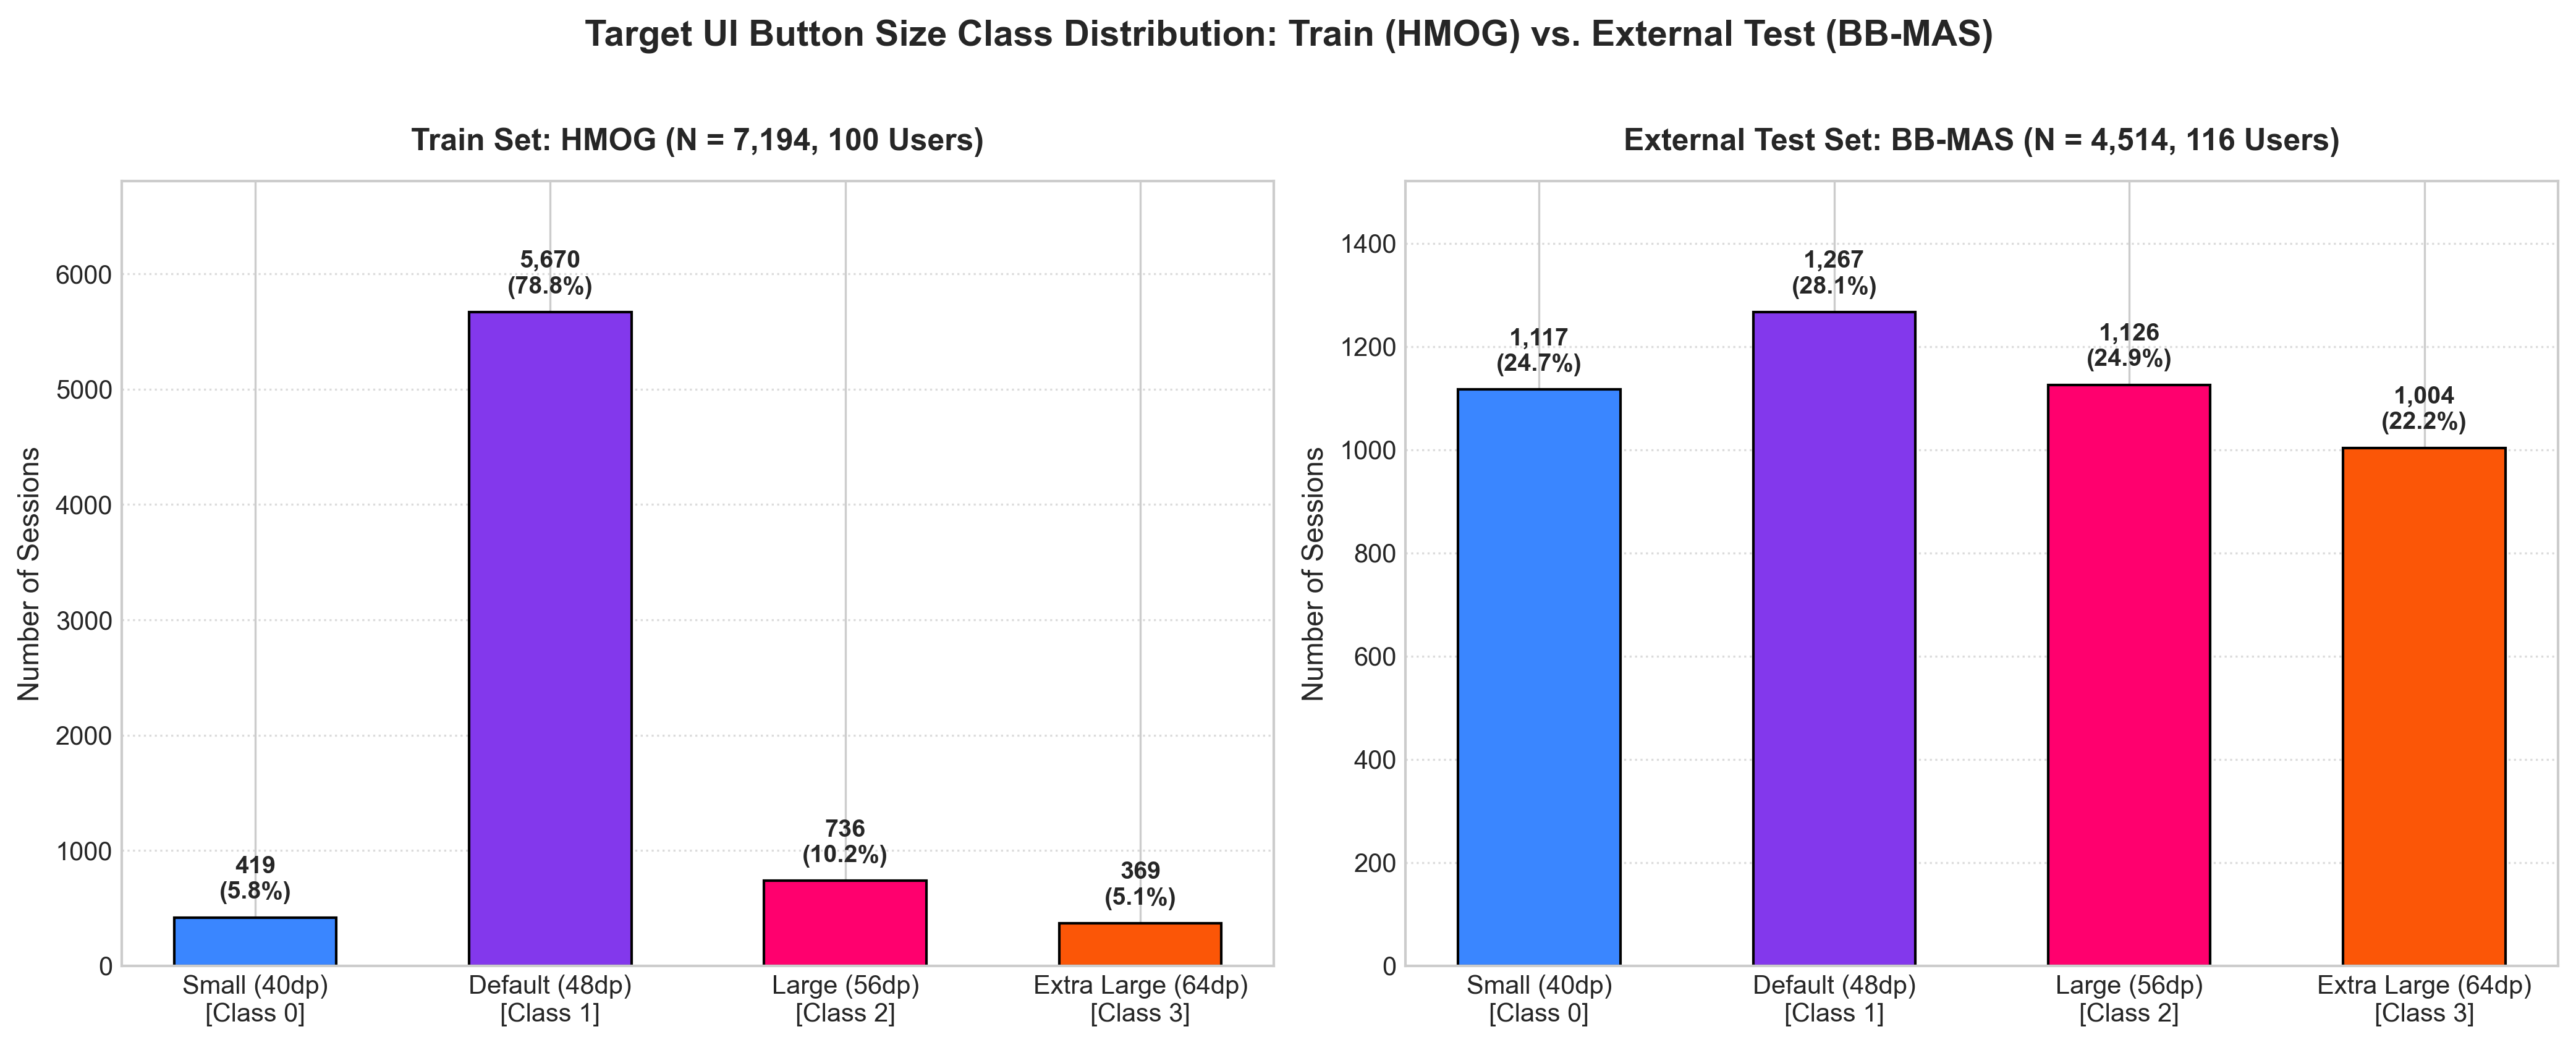 Target UI Button Size Class Distribution: Train (HMOG) vs. External Test (BB-MAS)
Train Set: HMOG (N = 7,194, 100 Users)
Number of Sessions
6000
5000
4000
3000
2000
1000
0
419
(5.8%)
5,670
(78.8%)
736
(10.2%)
369
(5.1%)
Small (40dp)
[Class 0]
Default (48dp)
[Class 1]
Large (56dp)
[Class 2]
Extra Large (64dp)
[Class 3]
External Test Set: BB-MAS (N = 4,514, 116 Users)
Number of Sessions
1400
1200
1000
800
600
400
200
0
1,117
(24.7%)
1,267
(28.1%)
1,126
(24.9%)
1,004
(22.2%)
Small (40dp)
[Class 0]
Default (48dp)
[Class 1]
Large (56dp)
[Class 2]
Extra Large (64dp)
[Class 3]